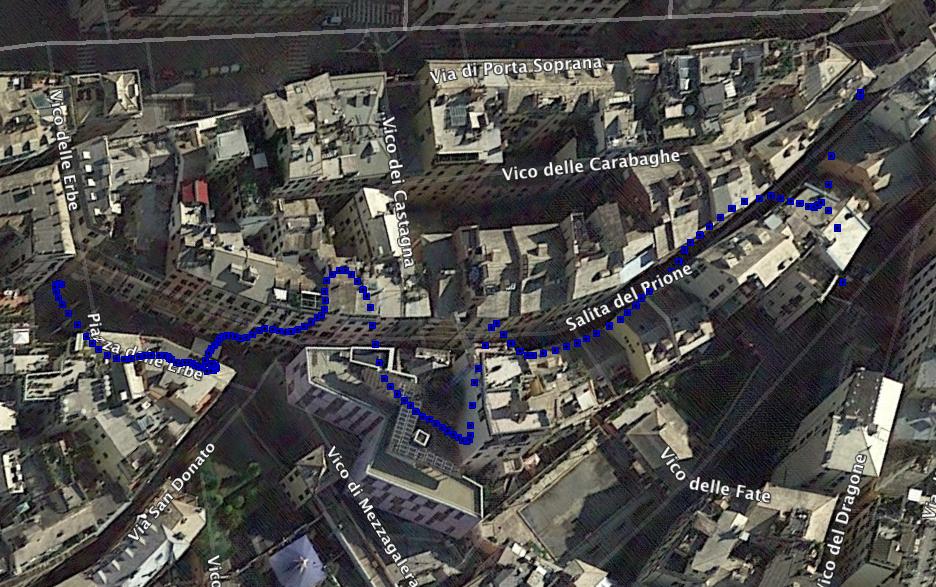 Via di Porta Soprana
Vico delle Erbe
Vico dei Castagna
Vico delle Carabaghe
Salita del Prione
Piazza delle Erbe
Via San Donato
Vico di Mezzagalera
Vico delle Fate
Vico del Dragone
Vico